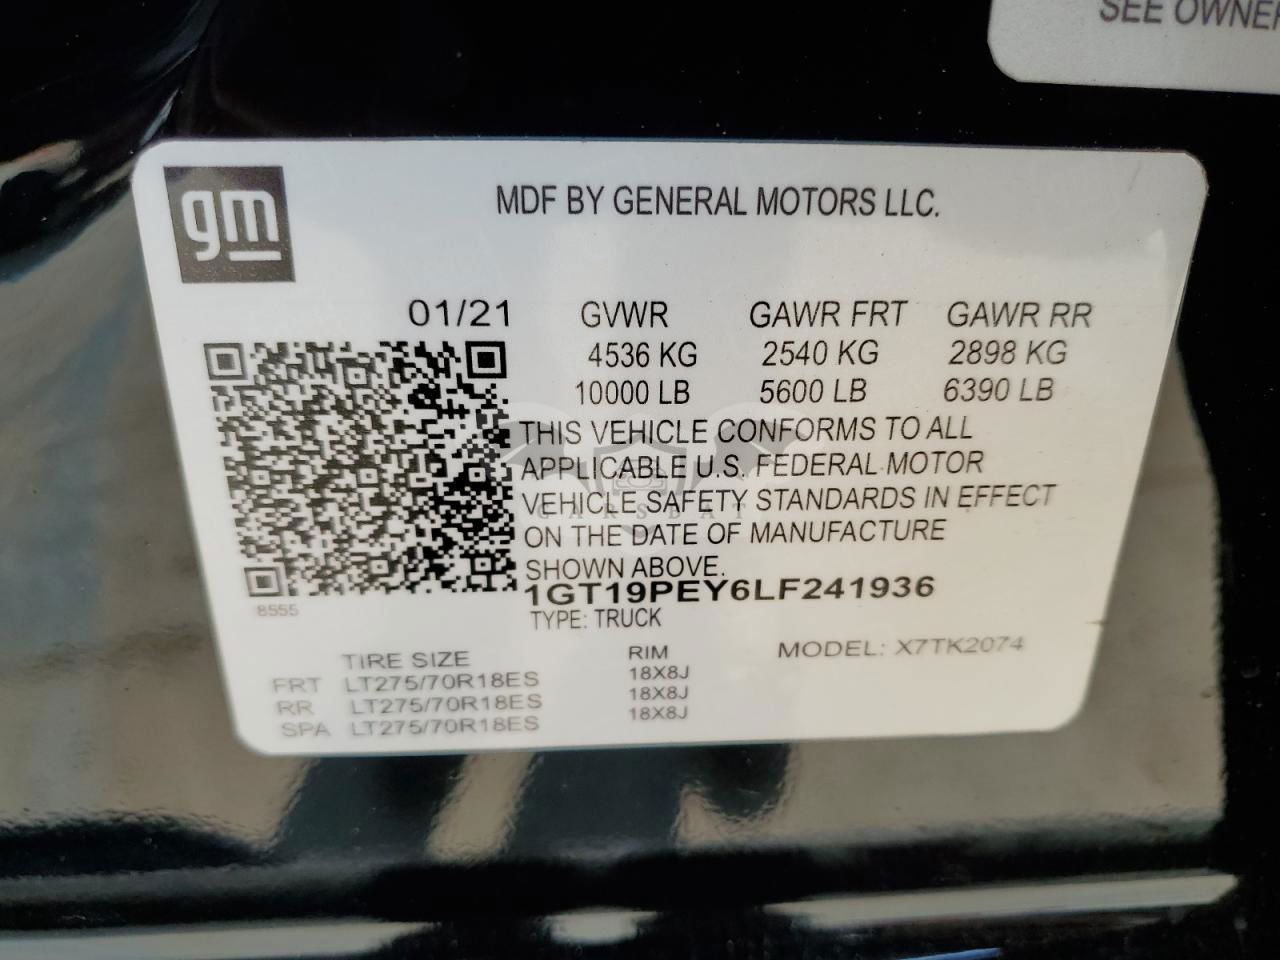 SEE OWNER
gm
MDF BY GENERAL MOTORS LLC.
01/21 GVWR GAWR FRT GAWR RR
4536 KG 2540 KG 2898 KG
10000 LB 5600 LB 6390 LB
THIS VEHICLE CONFORMS TO ALL
APPLICABLE U.S. FEDERAL MOTOR
VEHICLE SAFETY STANDARDS IN EFFECT
CARSDAT
ON THE DATE OF MANUFACTURE
SHOWN ABOVE.
1GT19PEY6LF241936
8555
TYPE: TRUCK
TIRE SIZE RIM MODEL: X7TK2074
FRT LT275/70R18ES 18X8J
RR LT275/70R18ES 18X8J
SPA LT275/70R18ES 18X8J